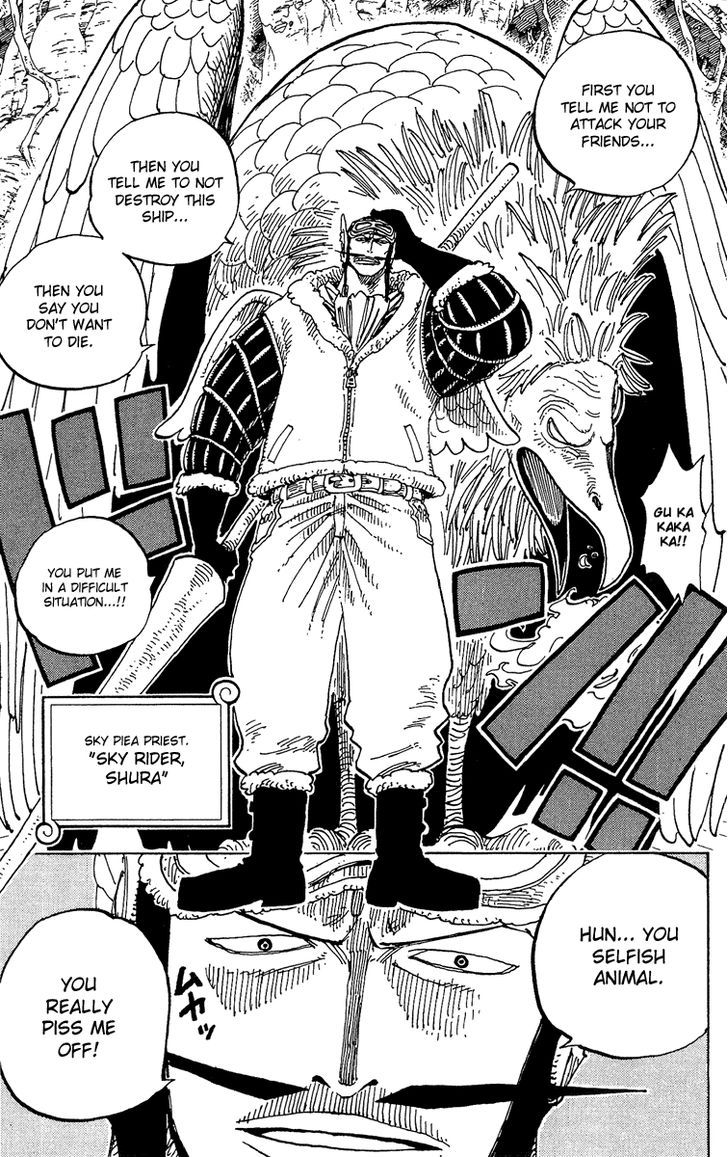 FIRST YOU
TELL ME NOT TO
ATTACK YOUR
FRIENDS...
THEN YOU
TELL ME TO NOT
DESTROY THIS
SHIP...
THEN YOU
SAY YOU
DON'T WANT
TO DIE.
GU KA
KAKA
KA!!
YOU PUT ME
IN A DIFFICULT
SITUATION...!!
SKY PIEA PRIEST.
"SKY RIDER,
SHURA"
HUN... YOU
SELFISH
ANIMAL.
YOU
REALLY
PISS ME
OFF!
ムカッ